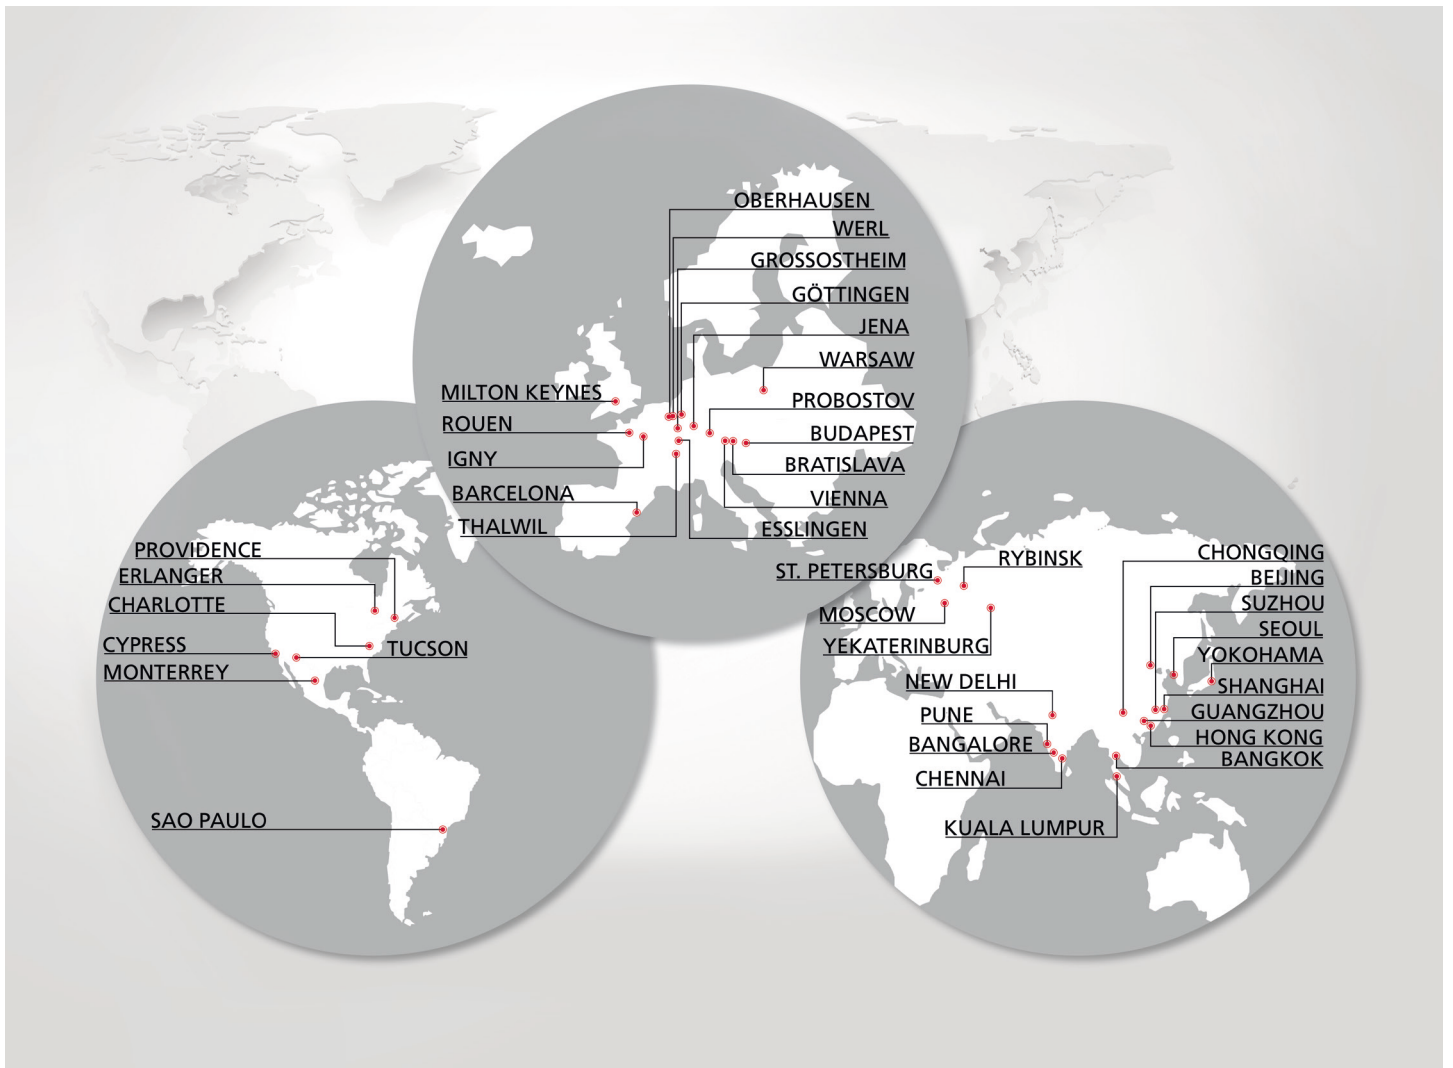 OBERHAUSEN
WERL
GROSSOSTHEIM
GÖTTINGEN
JENA
WARSAW
MILTON KEYNES
PROBOSTOV
ROUEN
BUDAPEST
IGNY
BRATISLAVA
BARCELONA
VIENNA
THALWIL
ESSLINGEN
PROVIDENCE
ERLANGER
CHARLOTTE
CYPRESS
TUCSON
MONTERREY
SAO PAULO
RYBINSK
ST. PETERSBURG
MOSCOW
YEKATERINBURG
NEW DELHI
PUNE
BANGALORE
CHENNAI
KUALA LUMPUR
CHONGQING
BEIJING
SUZHOU
SEOUL
YOKOHAMA
SHANGHAI
GUANGZHOU
HONG KONG
BANGKOK